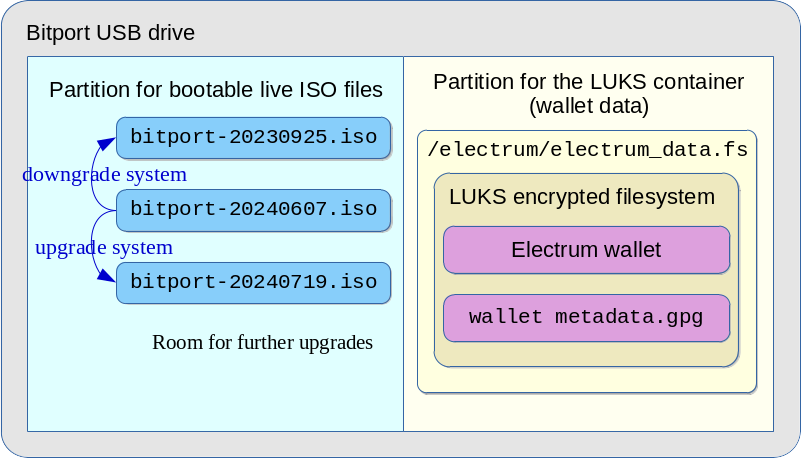 Bitport USB drive
Partition for bootable live ISO files
bitport-20230925.iso
downgrade system
bitport-20240607.iso
upgrade system
bitport-20240719.iso
Room for further upgrades
Partition for the LUKS container
(wallet data)
/electrum/electrum_data.fs
LUKS encrypted filesystem
Electrum wallet
wallet metadata.gpg